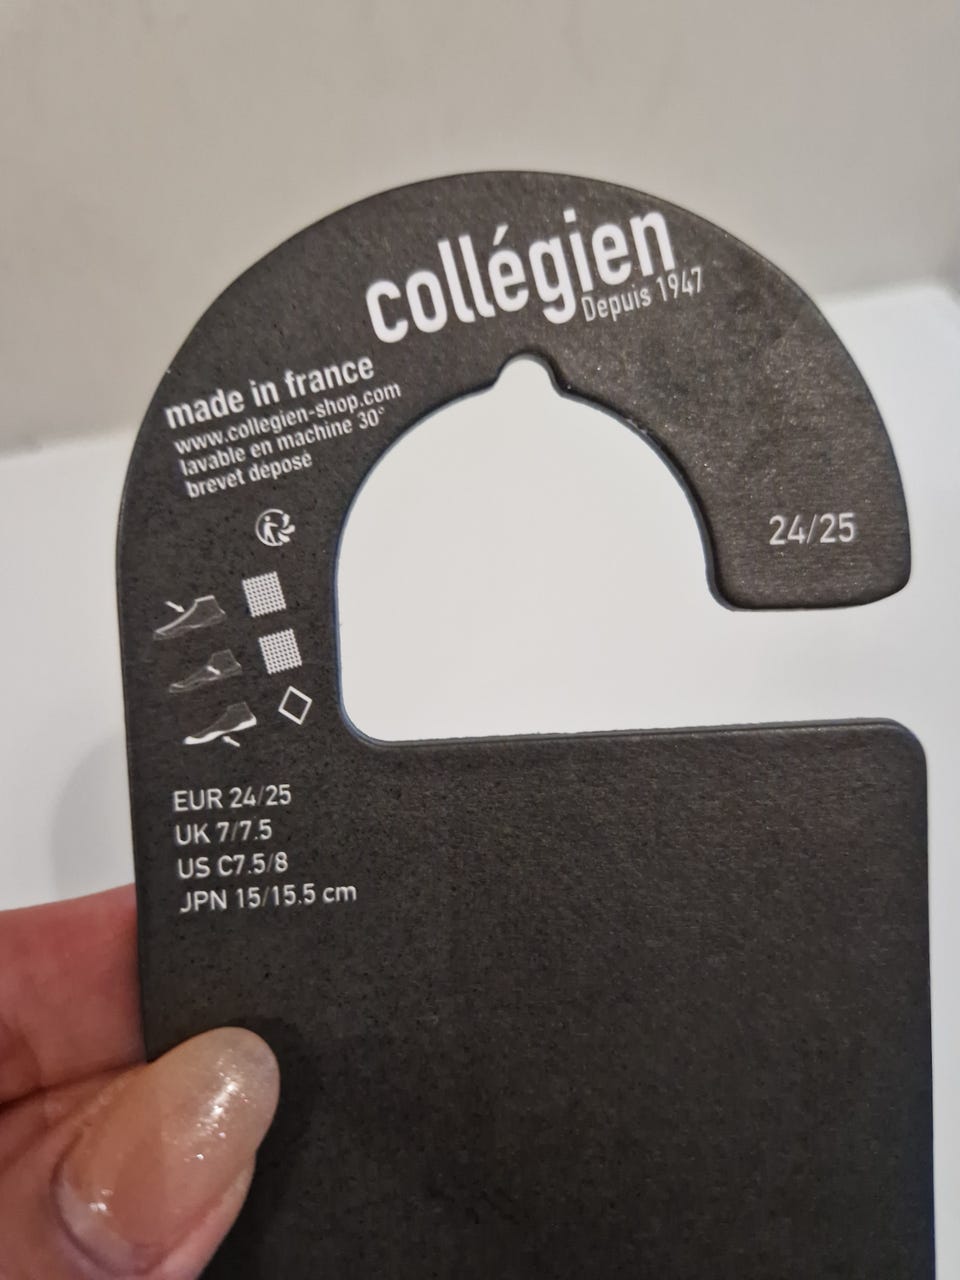 collégien
Depuis 1947
made in france
www.collegien-shop.com
lavable en machine 30°
brevet déposé
24/25
EUR 24/25
UK 7/7.5
US C7.5/8
JPN 15/15.5 cm